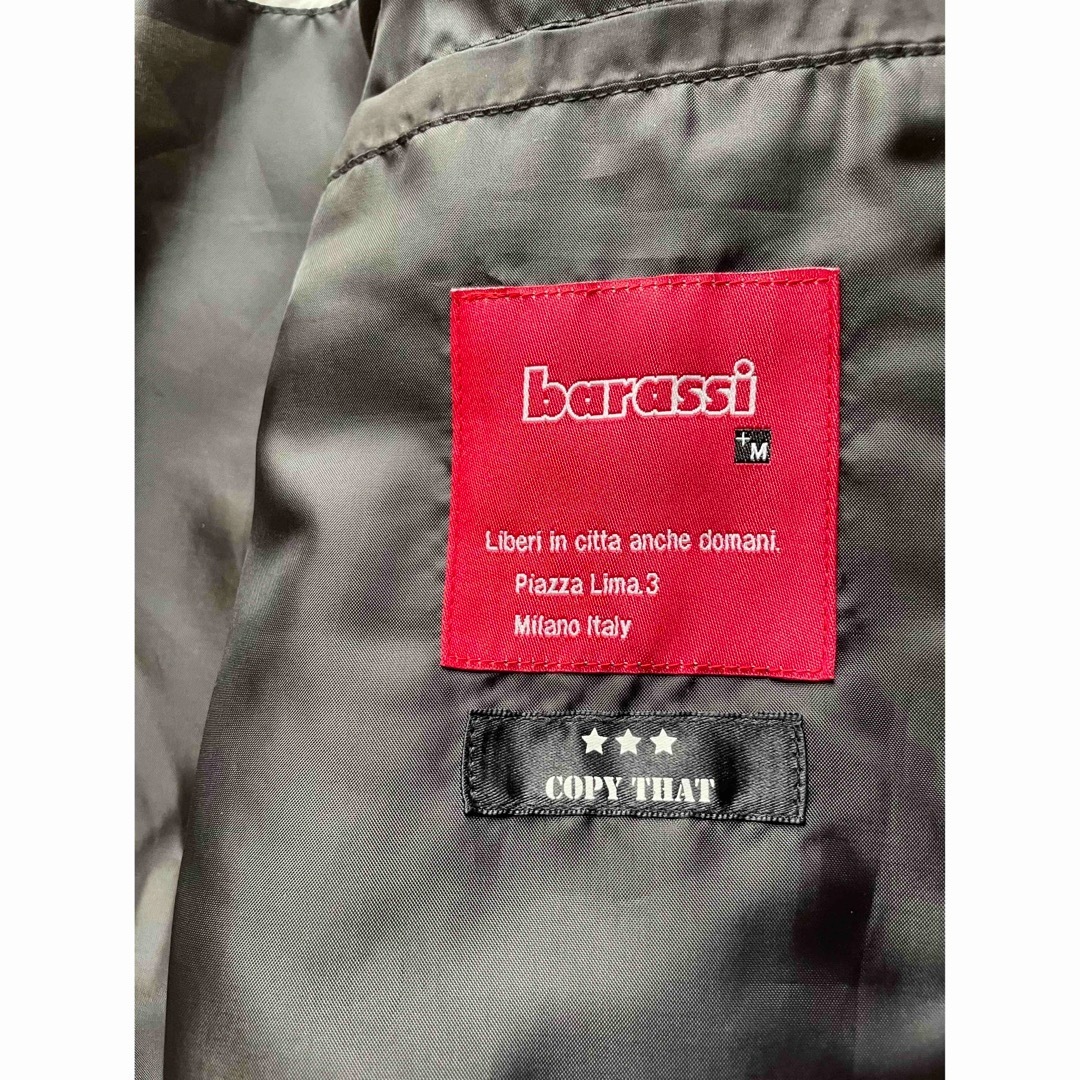 barassi
+M
Liberi in citta anche domani.
Piazza Lima.3
Milano Italy
★★★
COPY THAT